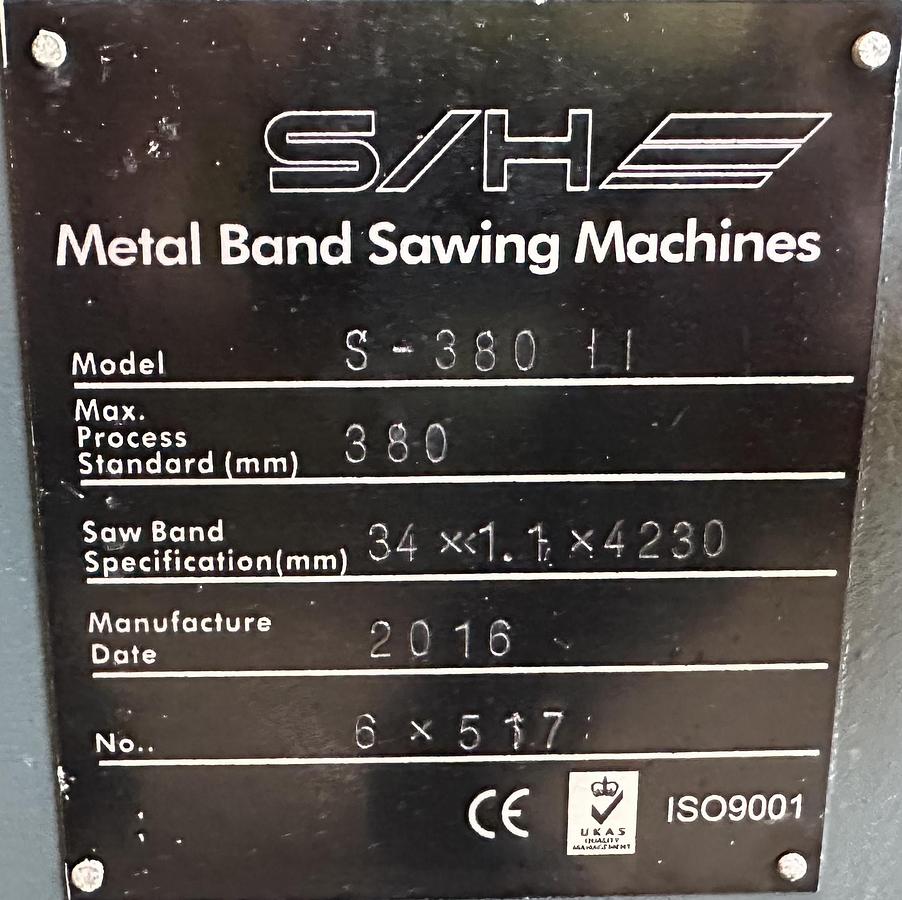 S/H
Metal Band Sawing Machines
Model S-380 II
Max.
Process
Standard (mm) 380
Saw Band
Specification(mm) 34×1.1×4230
Manufacture
Date 2016
No.. 6×517
CE
UKAS
QUALITY
MANAGEMENT
ISO9001